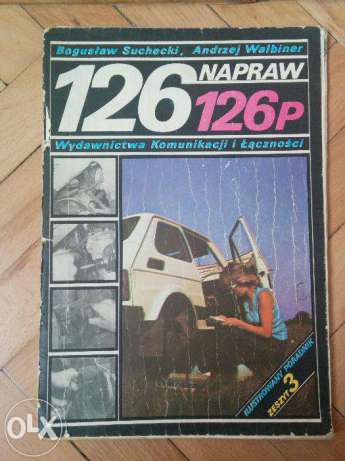 Bogusław Suchecki, Andrzej Walbiner
126 NAPRAW
126p
Wydawnictwa Komunikacji i Łączności
ILUSTROWANY PORADNIK
ZESZYT 3
OLX